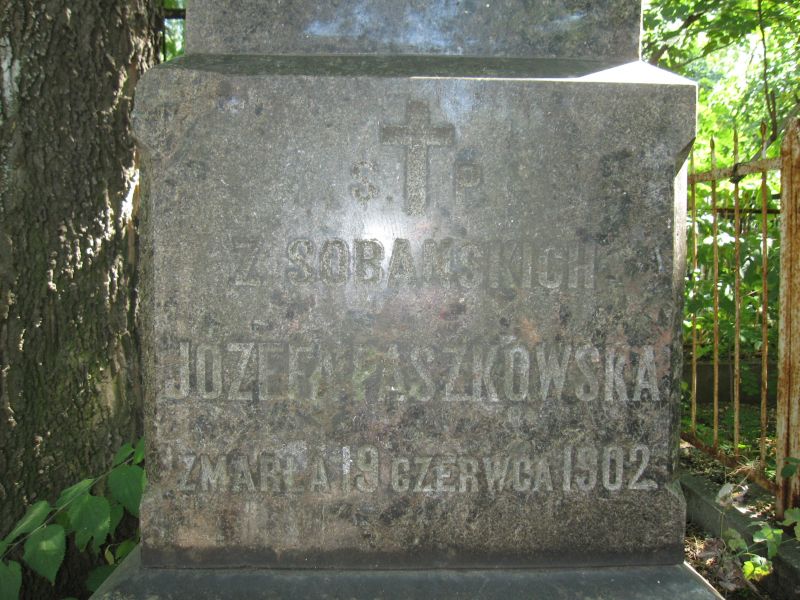 Ś. P.
Z SOBAŃSKICH
JÓZEFA PASZKOWSKA
ZMARŁA 19 CZERWCA 1902